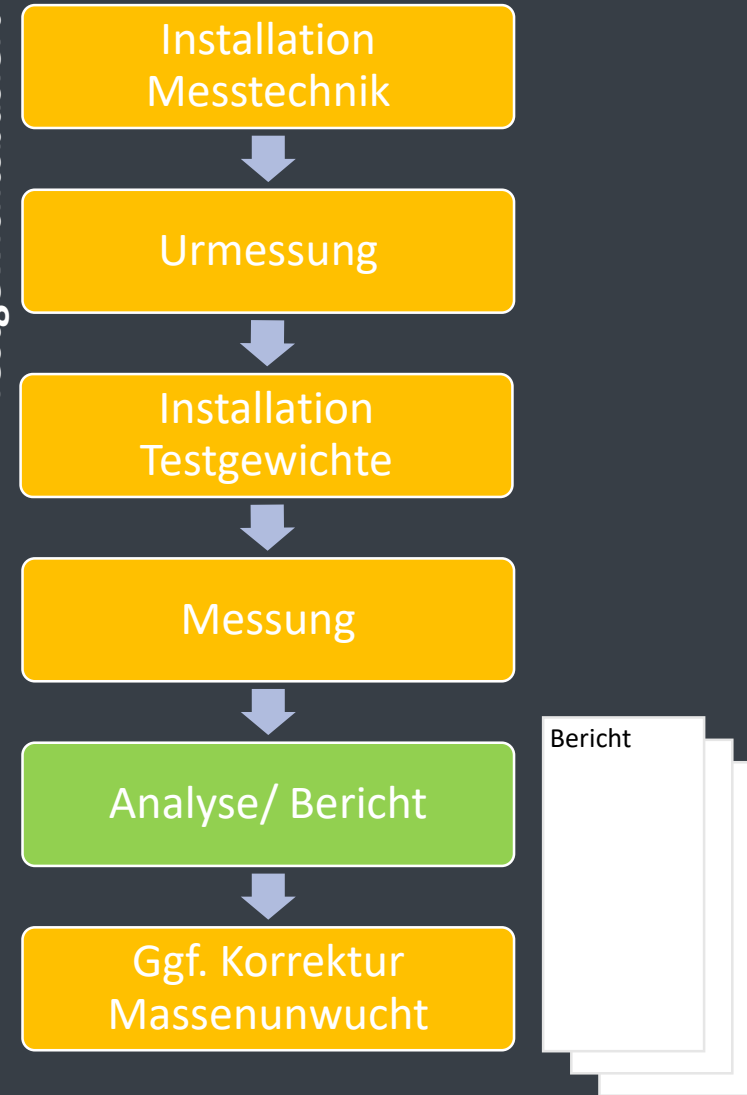 Installation
Messtechnik
Urmessung
Installation
Testgewichte
Messung
Analyse/ Bericht
Bericht
Ggf. Korrektur
Massenunwucht